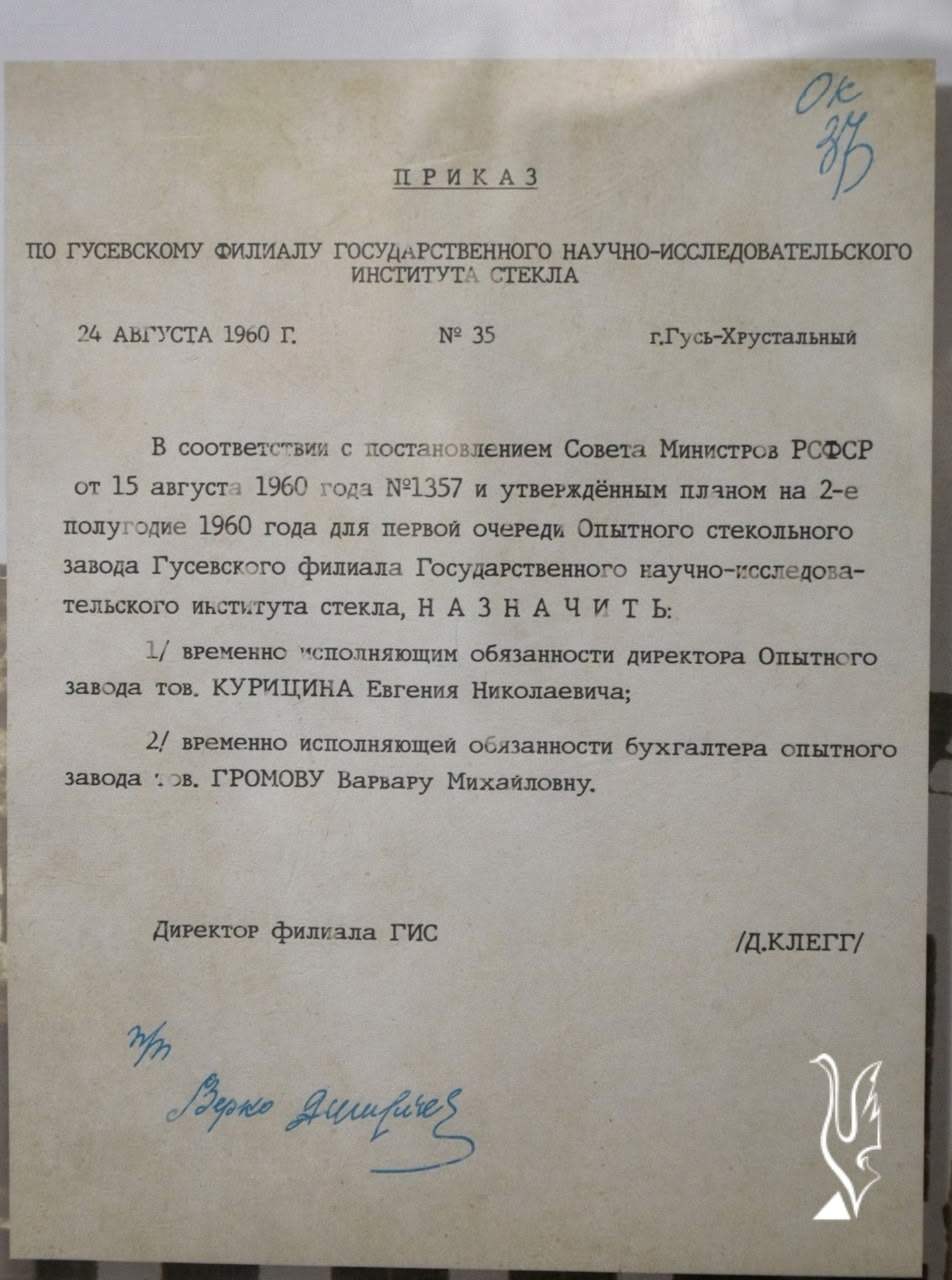 Ок
37
ПРИКАЗ
ПО ГУСЕВСКОМУ ФИЛИАЛУ ГОСУДАРСТВЕННОГО НАУЧНО-ИССЛЕДОВАТЕЛЬСКОГО
ИНСТИТУТА СТЕКЛА
24 АВГУСТА 1960 Г. № 35 г.Гусь-Хрустальный
В соответствии с постановлением Совета Министров РСФСР
от 15 августа 1960 года №1357 и утверждённым планом на 2-е
полугодие 1960 года для первой очереди Опытного стекольного
завода Гусевского филиала Государственного научно-исследова-
тельского института стекла, Н А З Н А Ч И Т Ь:
1/ временно исполняющим обязанности директора Опытного
завода тов. КУРИЦИНА Евгения Николаевича;
2/ временно исполняющей обязанности бухгалтера опытного
завода тов. ГРОМОВУ Варвару Михайловну.
Директор филиала ГИС /Д.КЛЕГГ/
Верно